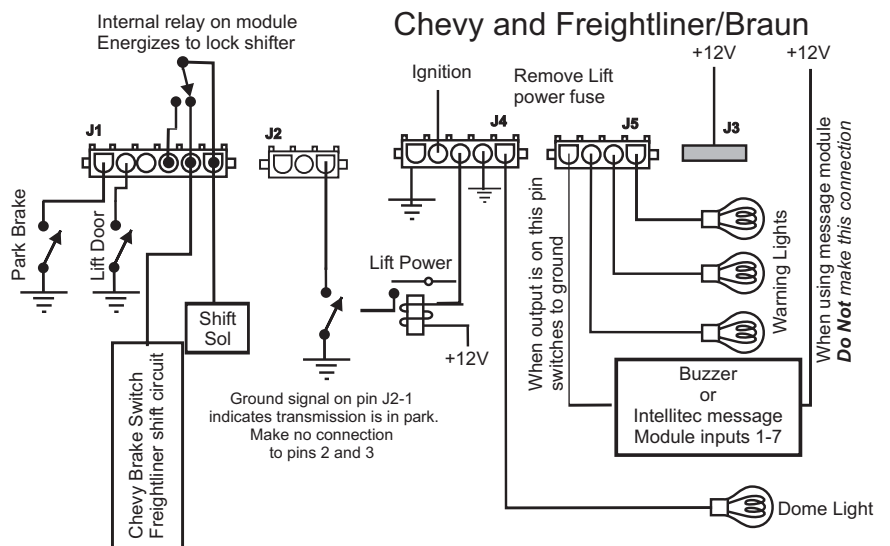 Chevy and Freightliner/Braun
Internal relay on module
Energizes to lock shifter
Ignition
Remove Lift
power fuse
+12V
+12V
J1
J2
J4
J5
J3
Park Brake
Lift Door
Lift Power
+12V
Shift
Sol
Chevy Brake Switch
Freightliner shift circuit
Ground signal on pin J2-1
indicates transmission is in park.
Make no connection
to pins 2 and 3
When output is on this pin
switches to ground
Warning Lights
When using message module
Do Not make this connection
Buzzer
or
Intellitec message
Module inputs 1-7
Dome Light